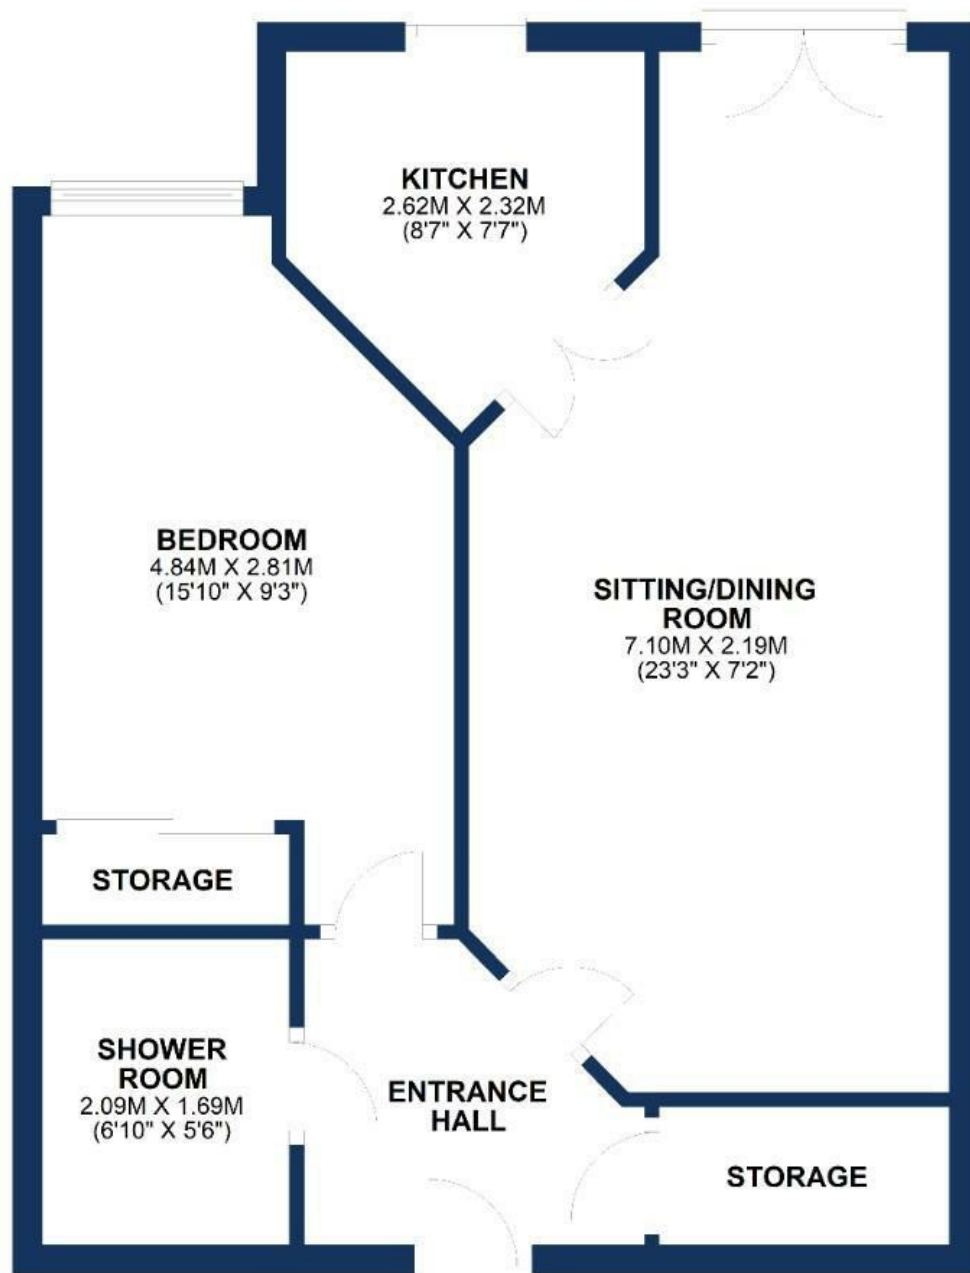 KITCHEN
2.62M X 2.32M
(8'7" X 7'7")
BEDROOM
4.84M X 2.81M
(15'10" X 9'3")
SITTING/DINING
ROOM
7.10M X 2.19M
(23'3" X 7'2")
STORAGE
SHOWER
ROOM
2.09M X 1.69M
(6'10" X 5'6")
ENTRANCE
HALL
STORAGE